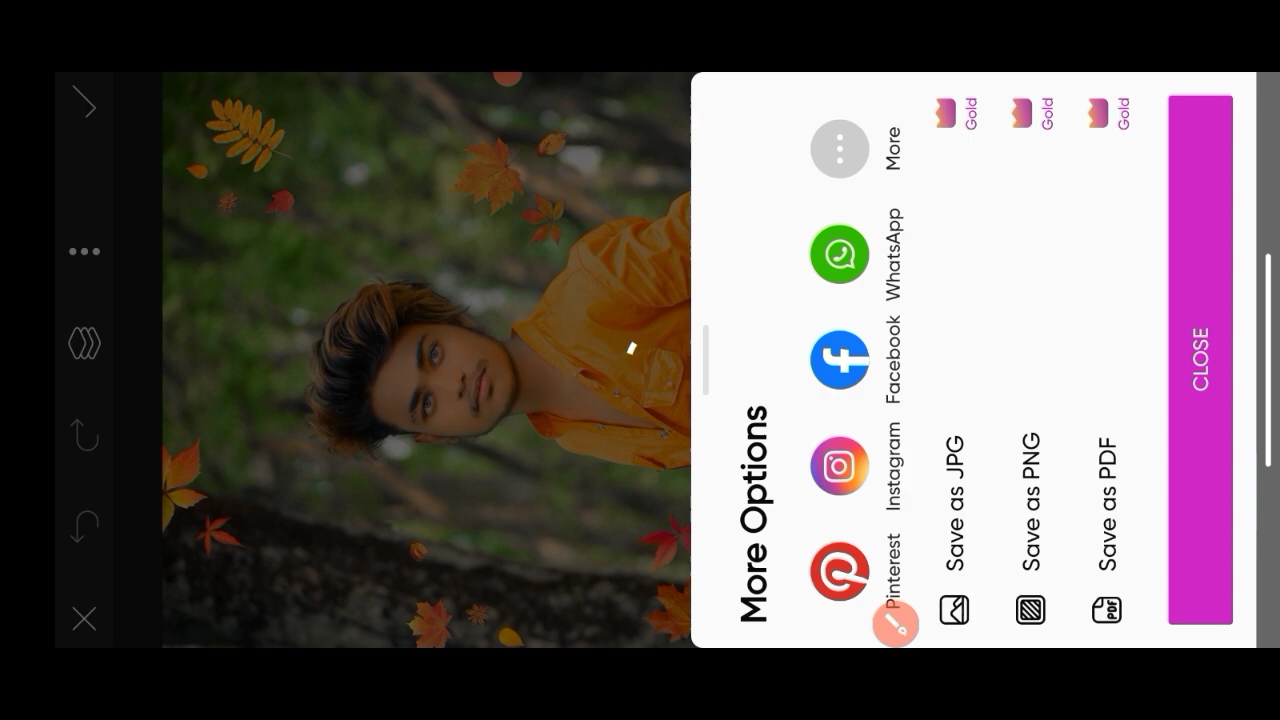 More Options
Pinterest
Instagram
Facebook
WhatsApp
More
Save as JPG
Gold
Save as PNG
Gold
PDF
Save as PDF
Gold
CLOSE